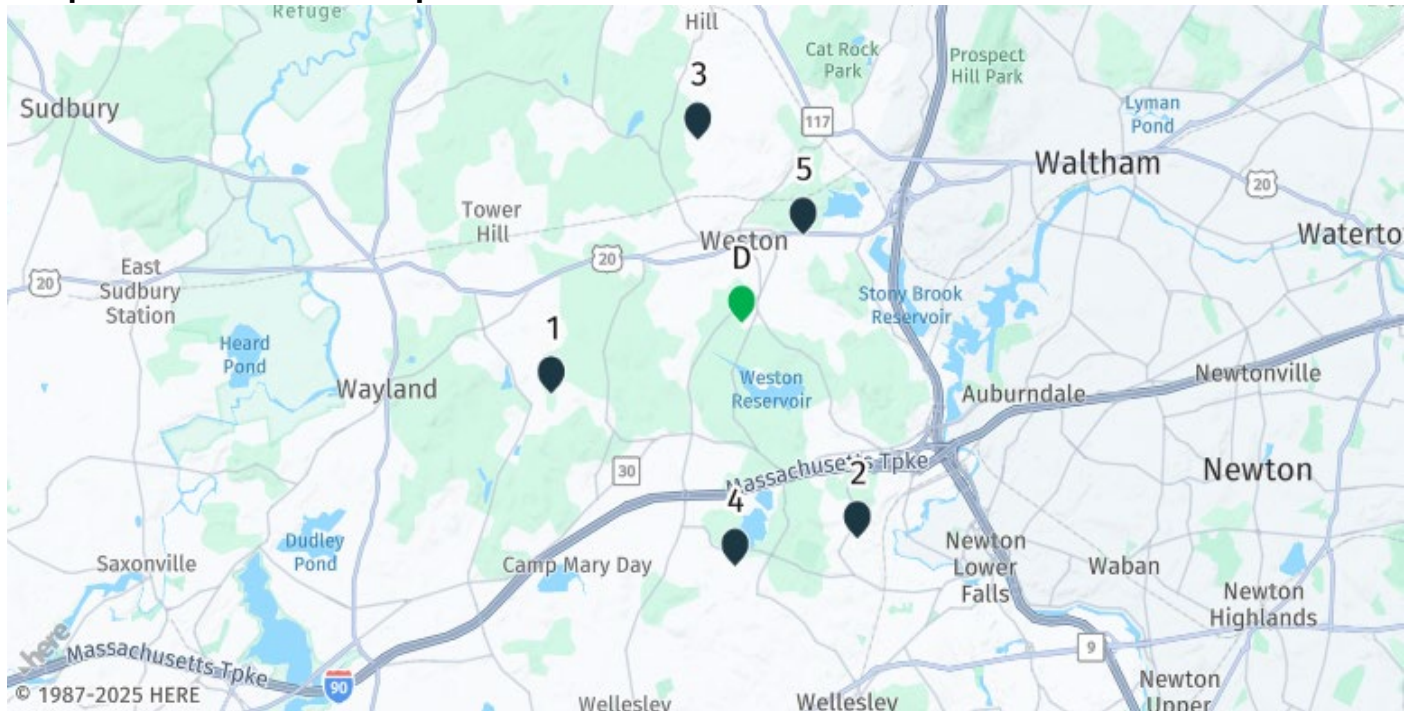 Refuge
Hill
Cat Rock
Park
Prospect
Hill Park
3
Sudbury
Lyman
Pond
117
Waltham
5
20
Tower
Hill
Weston
Waterto
D
20
East
Sudbury
Station
20
Stony Brook
Reservoir
1
Heard
Pond
Wayland
Weston
Reservoir
Newtonville
Auburndale
30
Massachusetts Tpke
2
Newton
4
Dudley
Pond
Saxonville
Camp Mary Day
Newton
Lower
Falls
Waban
Newton
Highlands
here
Massachusetts Tpke
9
90
© 1987-2025 HERE
Wellesley
Wellesley
Newton
Upper